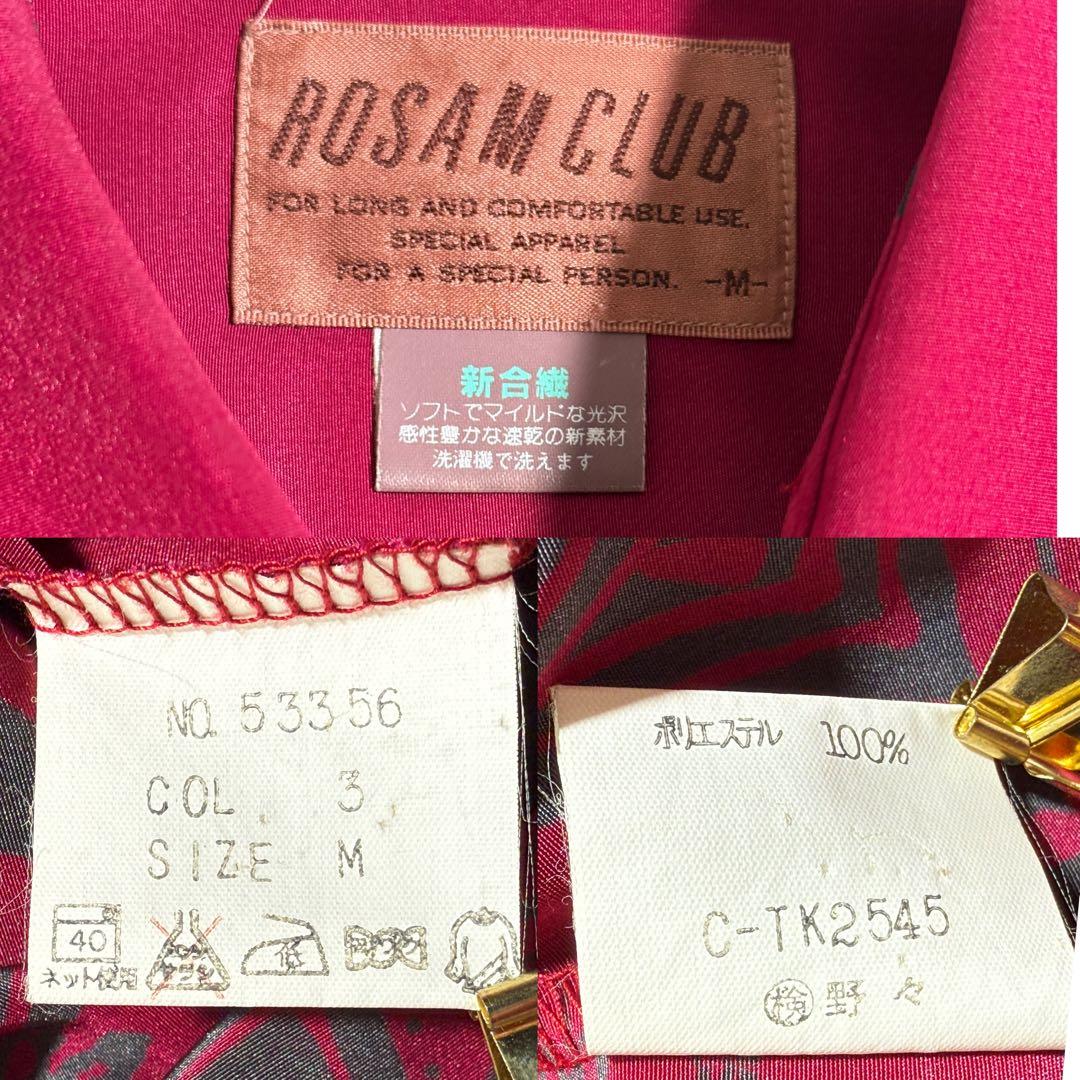 ROSAM CLUB
FOR LONG AND COMFORTABLE USE.
SPECIAL APPAREL
FOR A SPECIAL PERSON. -M-
新合繊
ソフトでマイルドな光沢
感性豊かな速乾の新素材
洗濯機で洗えます
NO. 53356
COL 3
SIZE M
40
低
ネット使用
ポリエステル 100%
C-TK2545
検 野々